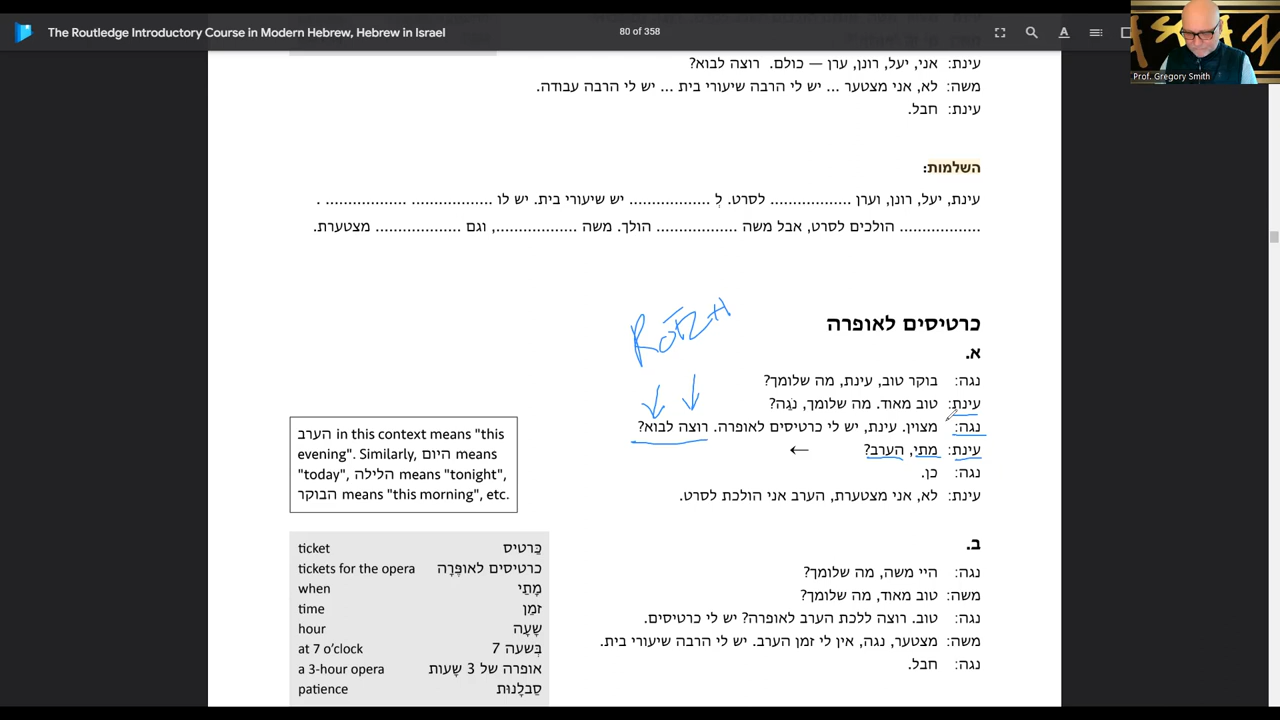 The Routledge Introductory Course in Modern Hebrew, Hebrew in Israel
80 of 358
Prof. Gregory Smith
עינת: אני, יעל, רונן, ערן — כולם. רוצה לבוא?
משה: לא, אני מצטער ... יש לי הרבה שיעורי בית ... יש לי הרבה עבודה.
עינת: חבל.
השלמות:
עינת, יעל, רונן, וערן .................. לסרט. לְ .................. יש שיעורי בית. יש לו .................. .................. .
.................. הולכים לסרט, אבל משה .................. הולך. משה .................., וגם .................. מצטערת.
כרטיסים לאופרה
א.
נגה: בוקר טוב, עינת, מה שלומך?
עינת: טוב מאוד. מה שלומך, נֹגָה?
נגה: מצוין. עינת, יש לי כרטיסים לאופרה. רוצה לבוא?
עינת: מתי, הערב? ←
נגה: כן.
עינת: לא, אני מצטערת, הערב אני הולכת לסרט.
הערב in this context means "this
evening". Similarly, היום means
"today", הלילה means "tonight",
הבוקר means "this morning", etc.
ב.
נגה: היי משה, מה שלומך?
משה: טוב מאוד, מה שלומך?
נגה: טוב. רוצה ללכת הערב לאופרה? יש לי כרטיסים.
משה: מצטער, נגה, אין לי זמן הערב. יש לי הרבה שיעורי בית.
נגה: חבל.
ticket כַּרטיס
tickets for the opera כרטיסים לאופֶּרָה
when מָתַי
time זמַן
hour שָעָה
at 7 o'clock בְּשעה 7
a 3-hour opera אופרה של 3 שָעות
patience סַבלָנוּת